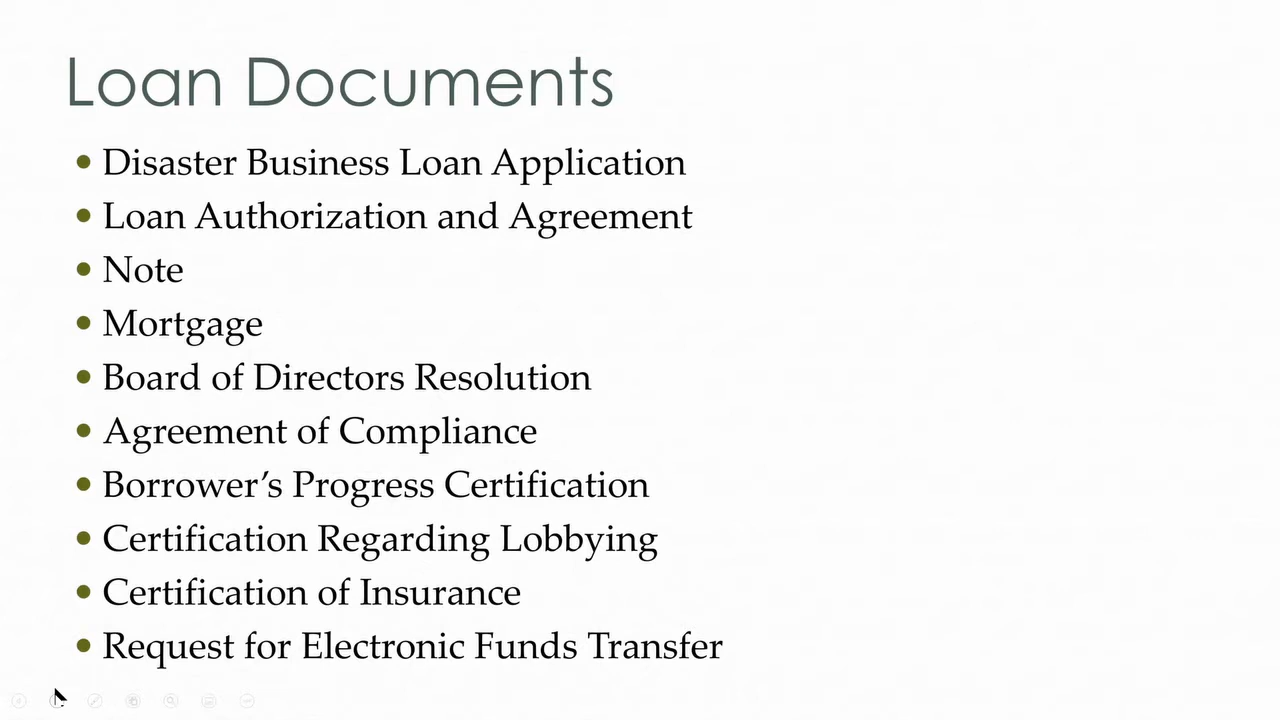 Loan Documents
• Disaster Business Loan Application
• Loan Authorization and Agreement
• Note
• Mortgage
• Board of Directors Resolution
• Agreement of Compliance
• Borrower’s Progress Certification
• Certification Regarding Lobbying
• Certification of Insurance
• Request for Electronic Funds Transfer